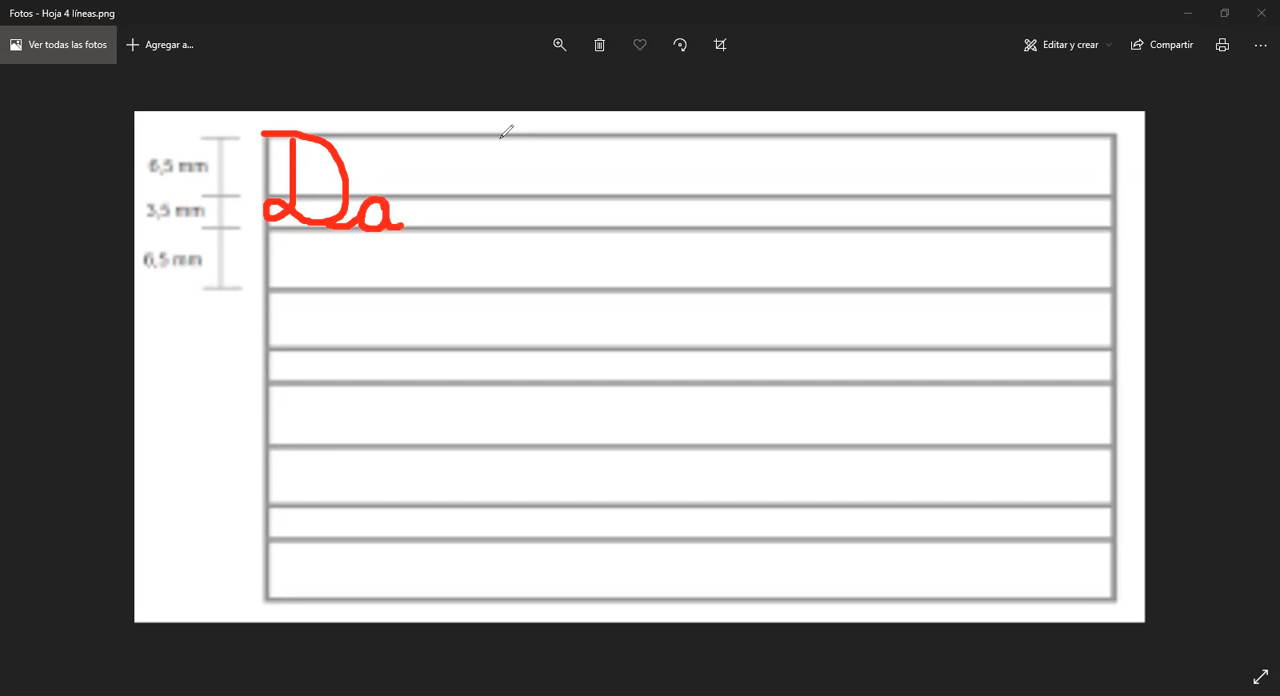 Fotos - Hoja 4 líneas.png
Ver todas las fotos
Agregar a...
Editar y crear
Compartir
6,5 mm
3,5 mm
6,5 mm
Da